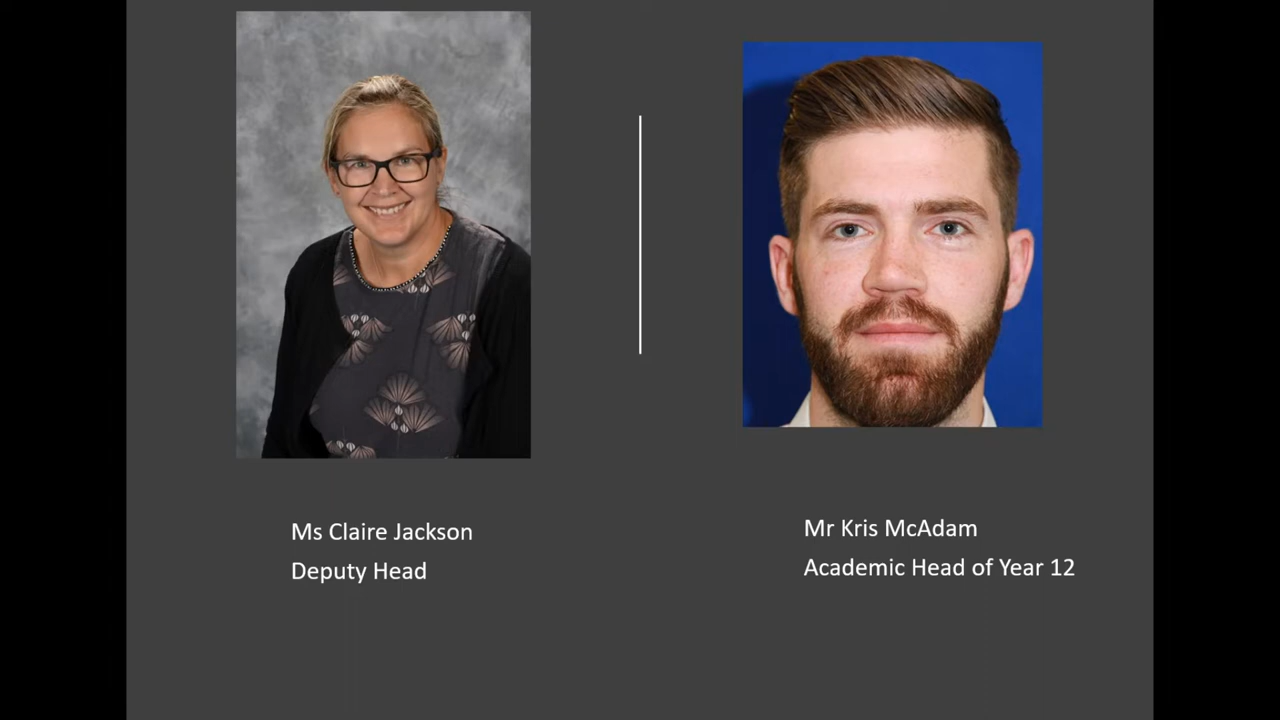 Ms Claire Jackson
Deputy Head
Mr Kris McAdam
Academic Head of Year 12